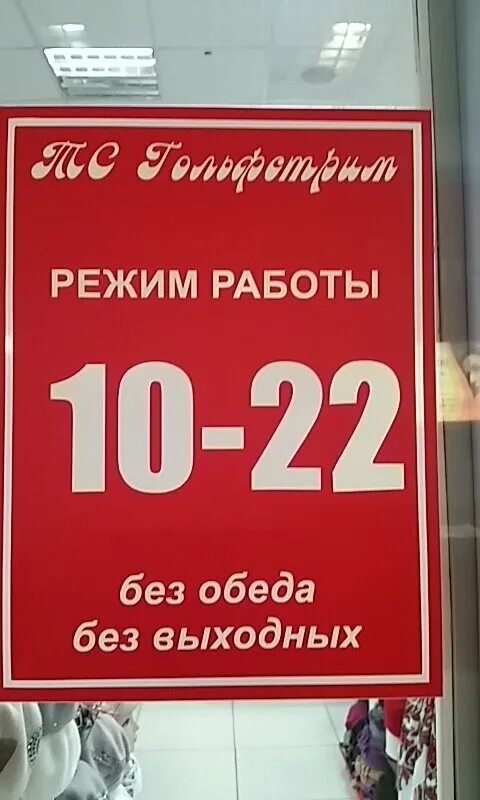 ТС Гольфстрим
РЕЖИМ РАБОТЫ
10-22
без обеда
без выходных